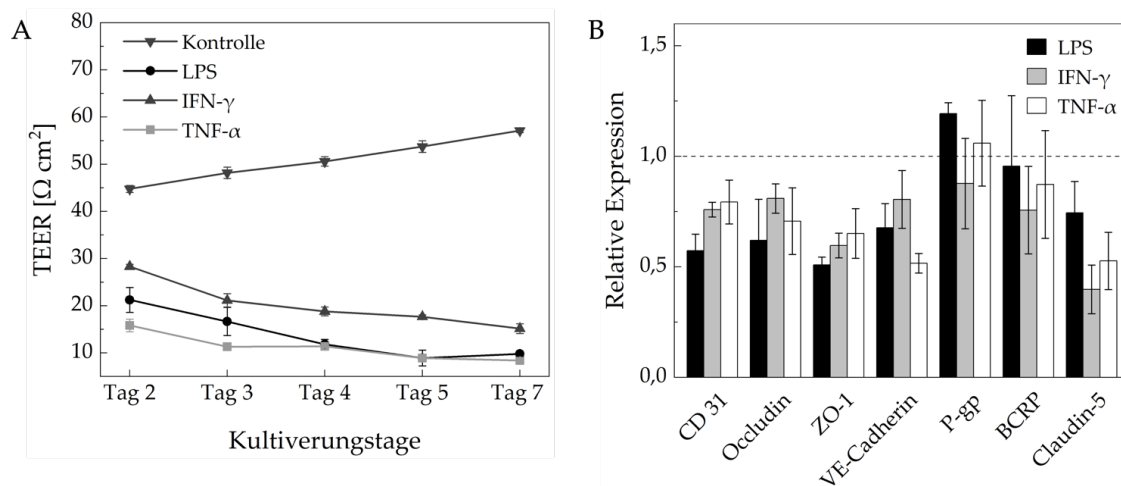 A
80
70
60
50
40
30
20
10
TEER [Ω cm²]
Kontrolle
LPS
IFN-γ
TNF-α
Tag 2
Tag 3
Tag 4
Tag 5
Tag 7
Kultiverungstage
B
1,5
1,0
0,5
0,0
Relative Expression
LPS
IFN-γ
TNF-α
CD 31
Occludin
ZO-1
VE-Cadherin
P-gp
BCRP
Claudin-5